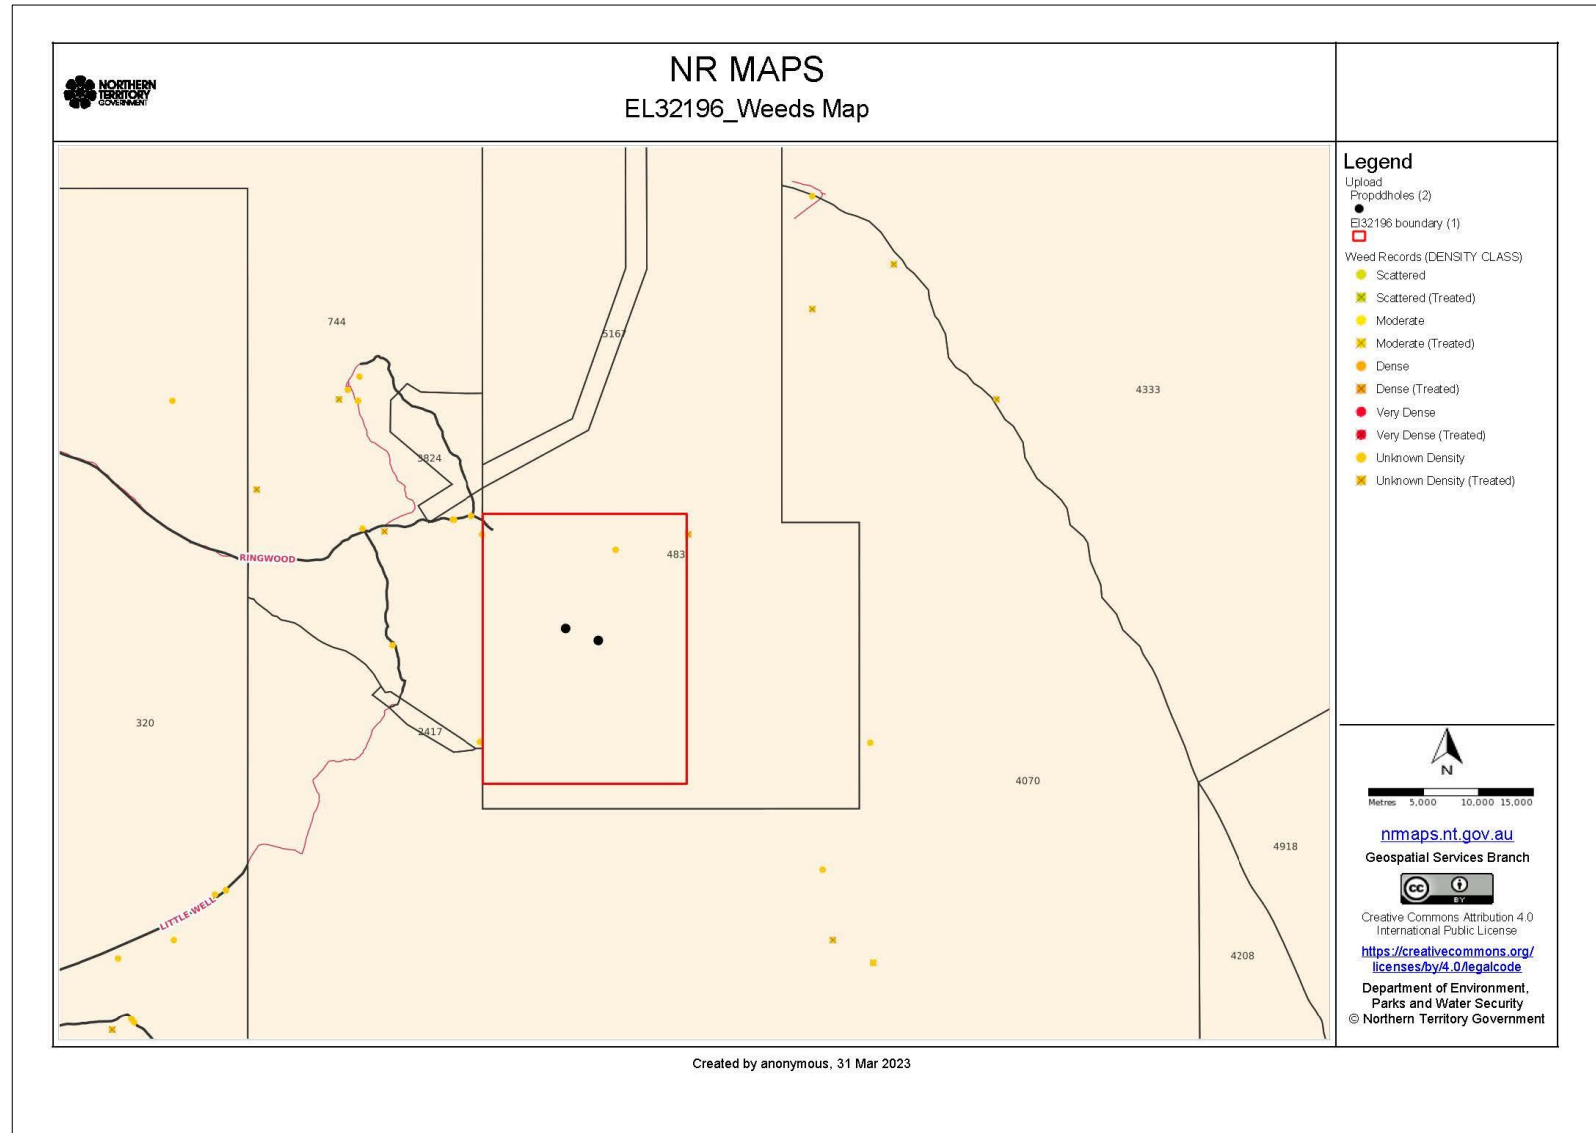 NORTHERN
TERRITORY
GOVERNMENT
NR MAPS
EL32196_Weeds Map
744
5167
4333
3824
RINGWOOD
483
320
2417
4070
4918
LITTLE-WELL
4208
Legend
Upload
Propddholes (2)
El32196 boundary (1)
Weed Records (DENSITY CLASS)
Scattered
Scattered (Treated)
Moderate
Moderate (Treated)
Dense
Dense (Treated)
Very Dense
Very Dense (Treated)
Unknown Density
Unknown Density (Treated)
N
Metres 5,000 10,000 15,000
nrmaps.nt.gov.au
Geospatial Services Branch
cc
BY
Creative Commons Attribution 4.0
International Public License
https://creativecommons.org/
licenses/by/4.0/legalcode
Department of Environment,
Parks and Water Security
© Northern Territory Government
Created by anonymous, 31 Mar 2023